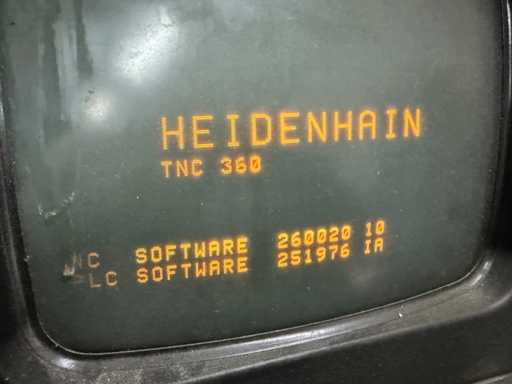 HEIDENHAIN
TNC 360
NC SOFTWARE 260020 10
PLC SOFTWARE 251976 IA